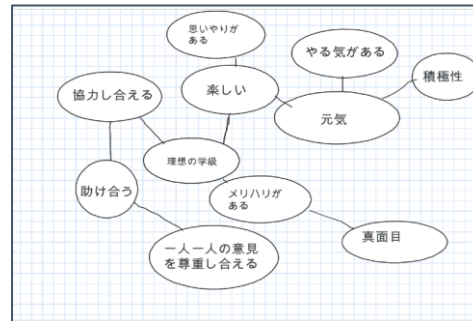 思いやりが
ある
やる気がある
積極性
協力し合える
楽しい
元気
理想の学級
助け合う
メリハリが
ある
真面目
一人一人の意見
を尊重し合える